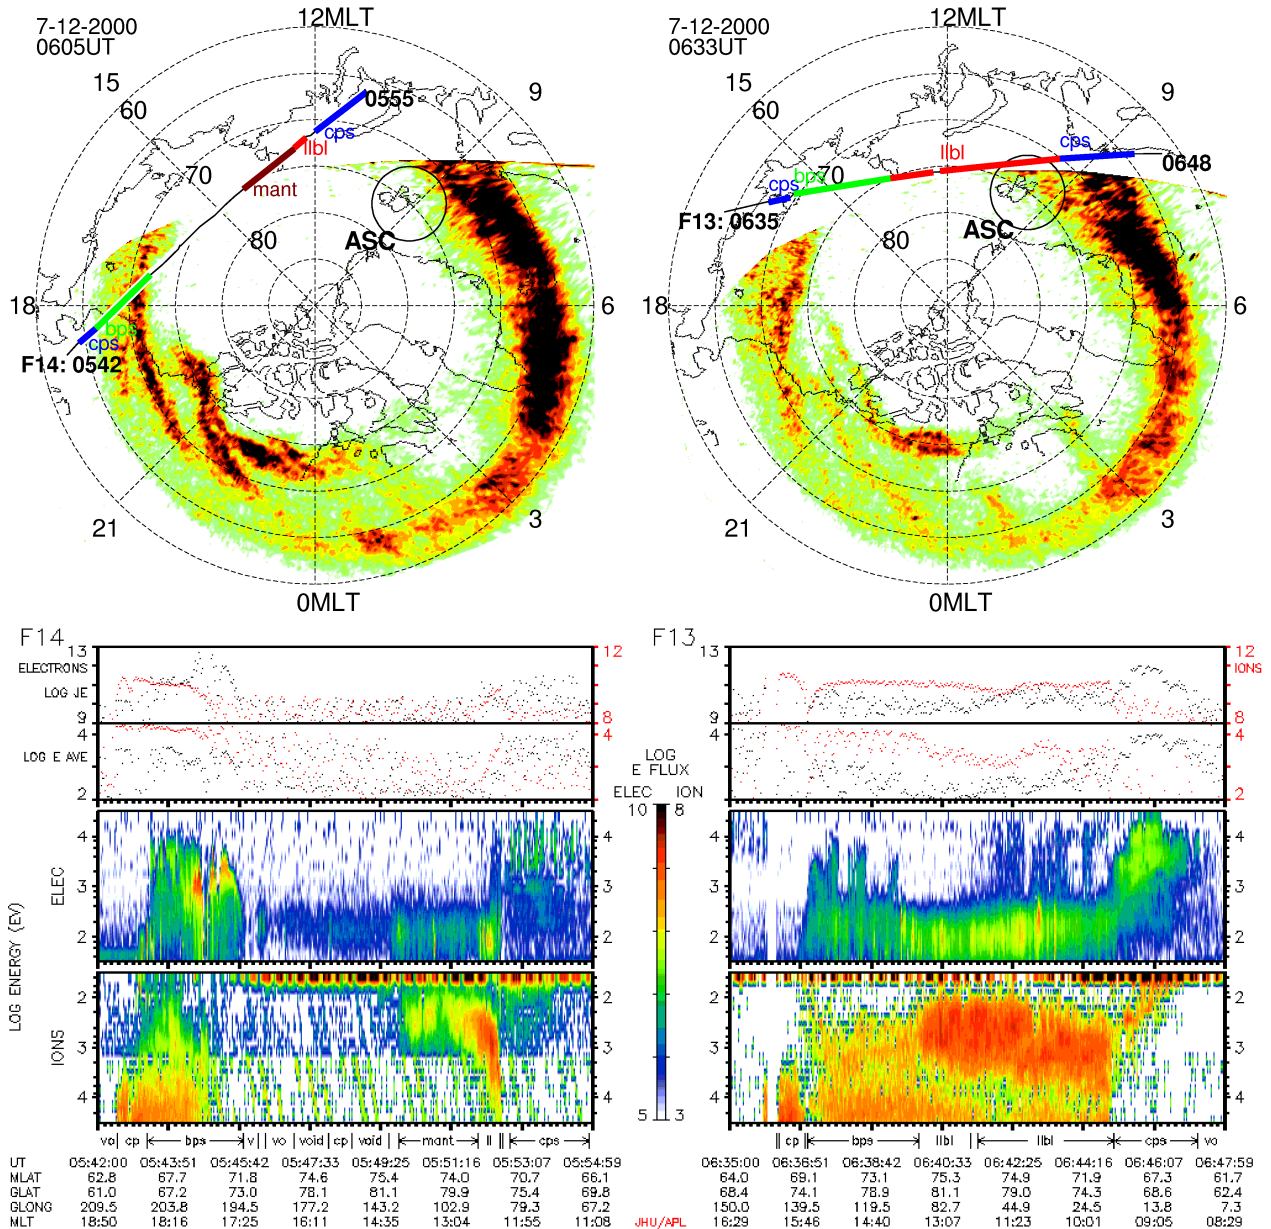 7-12-2000
0605UT
12MLT
15
60
9
0555
cps
llbl
mant
70
80
ASC
18
6
bps
cps
F14: 0542
21
3
0MLT
7-12-2000
0633UT
12MLT
15
60
9
llbl
cps
0648
70
bps
cps
F13: 0635
ASC
80
18
6
21
3
0MLT
F14
13
12
ELECTRONS
LOG JE
9
8
4
4
LOG E AVE
2
LOG
E FLUX
ELEC ION
10 8
5 3
F13
13
12
IONS
9
8
4
4
2
2
LOG ENERGY (EV)
ELEC
4
3
2
4
3
2
4
3
2
IONS
2
3
4
2
3
4
2
3
4
vo cp bps v vo void cp void mant ll cps
cp bps llbl llbl cps vo
UT 05:42:00 05:43:51 05:45:42 05:47:33 05:49:25 05:51:16 05:53:07 05:54:59 06:35:00 06:36:51 06:38:42 06:40:33 06:42:25 06:44:16 06:46:07 06:47:59
MLAT 62.8 67.7 71.8 74.6 75.4 74.0 70.7 66.1 64.0 69.1 73.1 75.3 74.9 71.9 67.3 61.7
GLAT 61.0 67.2 73.0 78.1 81.1 79.9 75.4 69.8 68.4 74.1 78.9 81.1 79.0 74.3 68.6 62.4
GLONG 209.5 203.8 194.5 177.2 143.2 102.9 79.3 67.2 150.0 139.5 119.5 82.7 44.9 24.5 13.8 7.3
MLT 18:50 18:16 17:25 16:11 14:35 13:04 11:55 11:08 JHU/APL 16:29 15:46 14:40 13:07 11:23 10:01 09:05 08:29